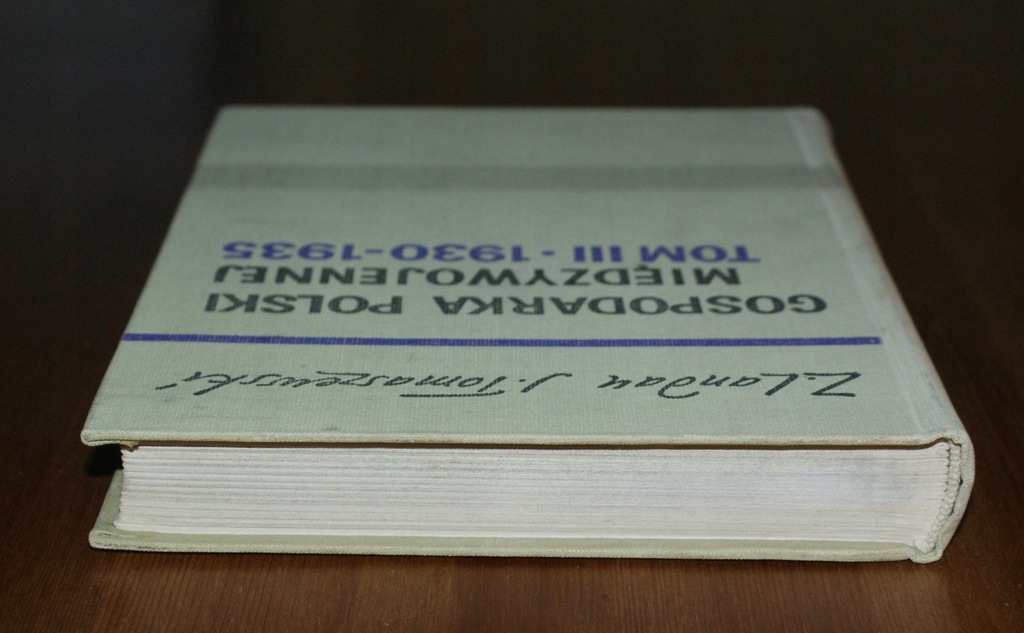 Z. Landau J. Tomaszewski
GOSPODARKA POLSKI
MIĘDZYWOJENNEJ
TOM III • 1930-1935